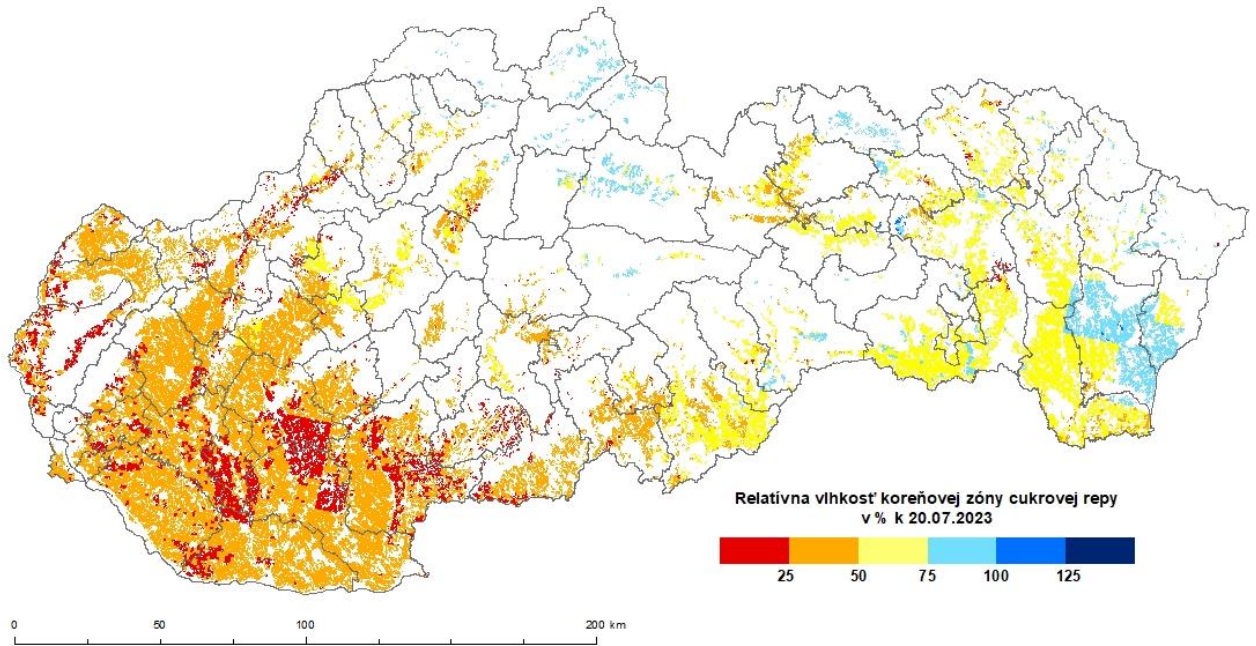 Relatívna vlhkosť koreňovej zóny cukrovej repy
v % k 20.07.2023
25 50 75 100 125
0 50 100 200 km